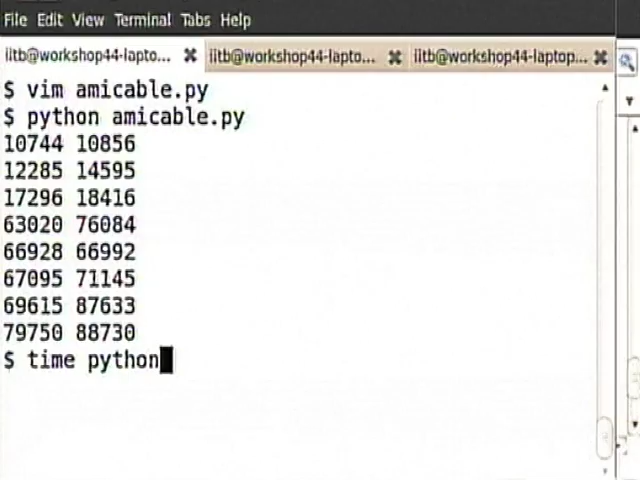 File Edit View Terminal Tabs Help
iitb@workshop44-lapto... iitb@workshop44-lapto... iitb@workshop44-laptop...
$ vim amicable.py
$ python amicable.py
10744 10856
12285 14595
17296 18416
63020 76084
66928 66992
67095 71145
69615 87633
79750 88730
$ time python